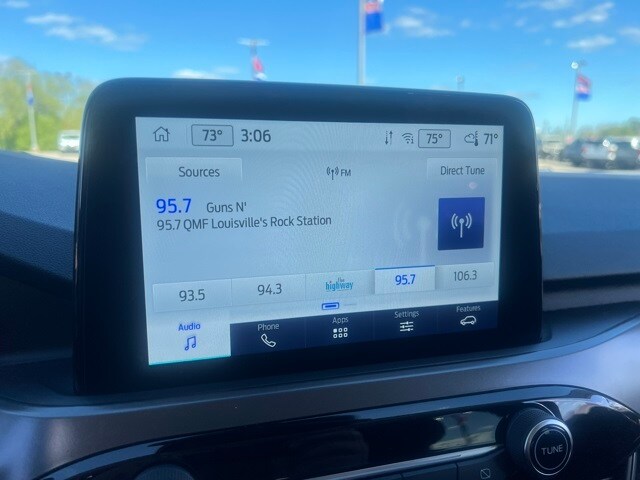 73° 3:06 75° 71°
Sources FM Direct Tune
95.7 Guns N'
95.7 QMF Louisville's Rock Station
93.5 94.3 the highway 95.7 106.3
Audio Phone Apps Settings Features
TUNE